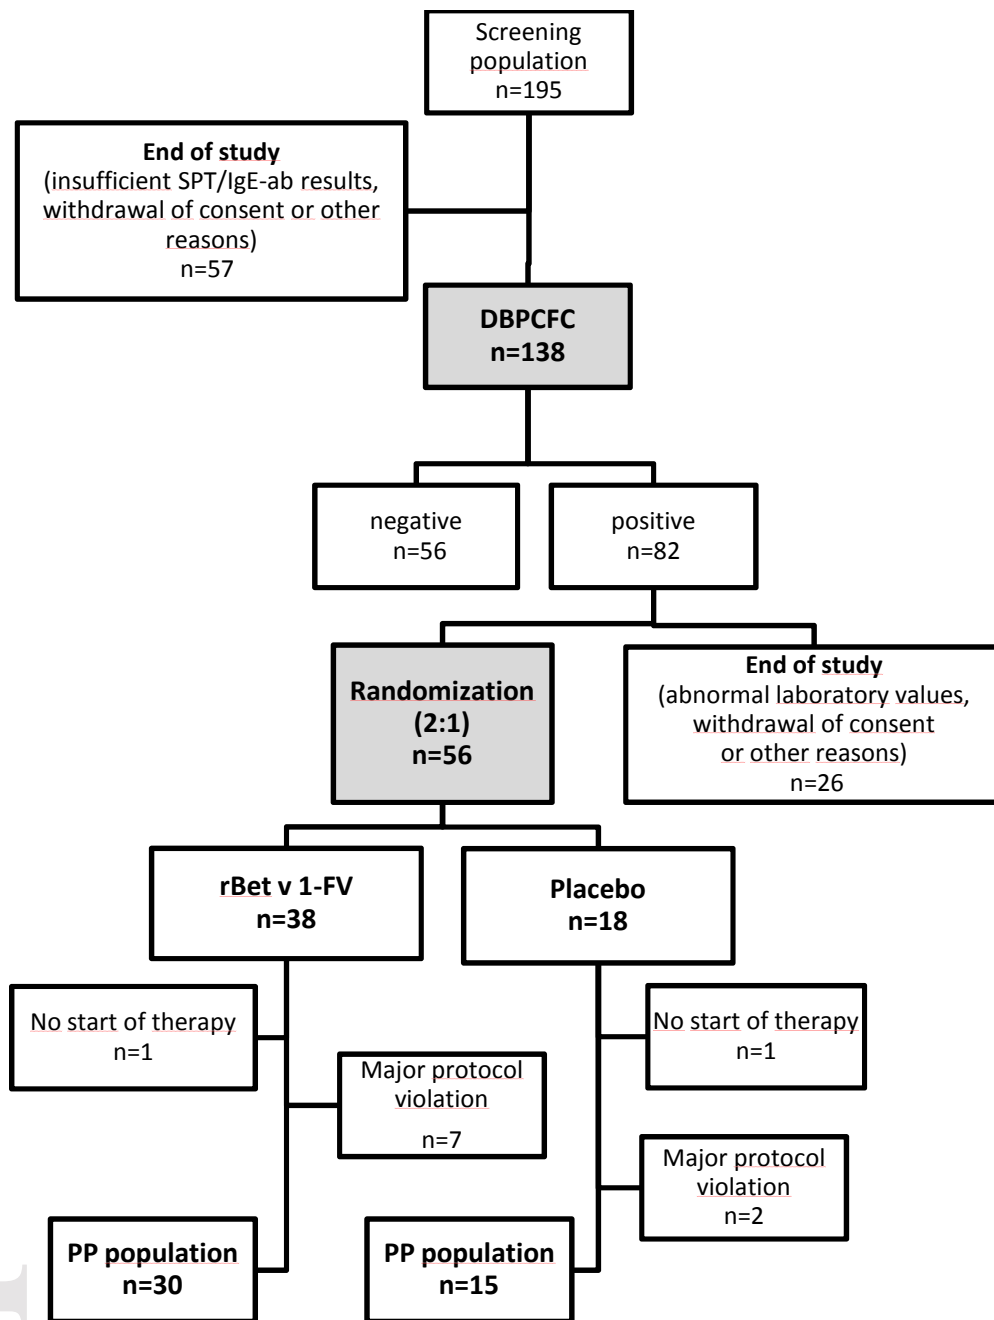 Screening
population
n=195
End of study
(insufficient SPT/IgE-ab results,
withdrawal of consent or other
reasons)
n=57
DBPCFC
n=138
negative
n=56
positive
n=82
Randomization
(2:1)
n=56
End of study
(abnormal laboratory values,
withdrawal of consent
or other reasons)
n=26
rBet v 1-FV
n=38
Placebo
n=18
No start of therapy
n=1
Major protocol
violation
n=7
No start of therapy
n=1
Major protocol
violation
n=2
PP population
n=30
PP population
n=15